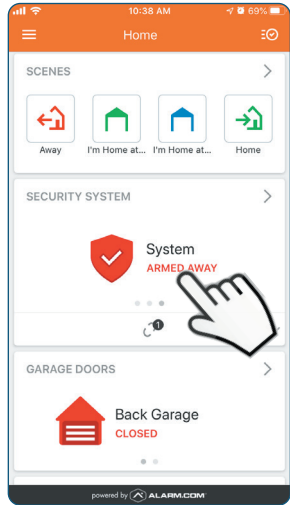 10:38 AM
69%
Home
SCENES
Away
I'm Home at...
I'm Home at...
Home
SECURITY SYSTEM
System
ARMED AWAY
1
GARAGE DOORS
Back Garage
CLOSED
powered by ALARM.COM